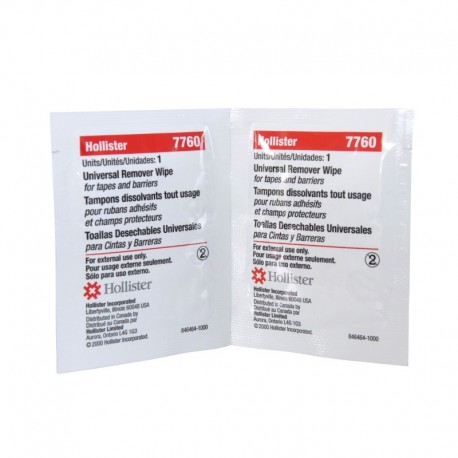 Hollister 7760
Units/Unités/Unidades: 1
Universal Remover Wipe
for tapes and barriers
Tampons dissolvants tout usage
pour rubans adhésifs
et champs protecteurs
Toallas Desechables Universales
para Cintas y Barreras
For external use only.
Pour usage externe seulement.
Sólo para uso externo.
2
Hollister
Hollister Incorporated
Libertyville, Illinois 60048 USA
Distributed in Canada by
Distribué au Canada par
Hollister Limited
Aurora, Ontario L4G 1G3
© 2000 Hollister Incorporated.
846464-1000
Hollister 7760
Units/Unités/Unidades: 1
Universal Remover Wipe
for tapes and barriers
Tampons dissolvants tout usage
pour rubans adhésifs
et champs protecteurs
Toallas Desechables Universales
para Cintas y Barreras
For external use only.
Pour usage externe seulement.
Sólo para uso externo.
2
Hollister
Hollister Incorporated
Libertyville, Illinois 60048 USA
Distributed in Canada by
Distribué au Canada par
Hollister Limited
Aurora, Ontario L4G 1G3
© 2000 Hollister Incorporated.
846464-1000